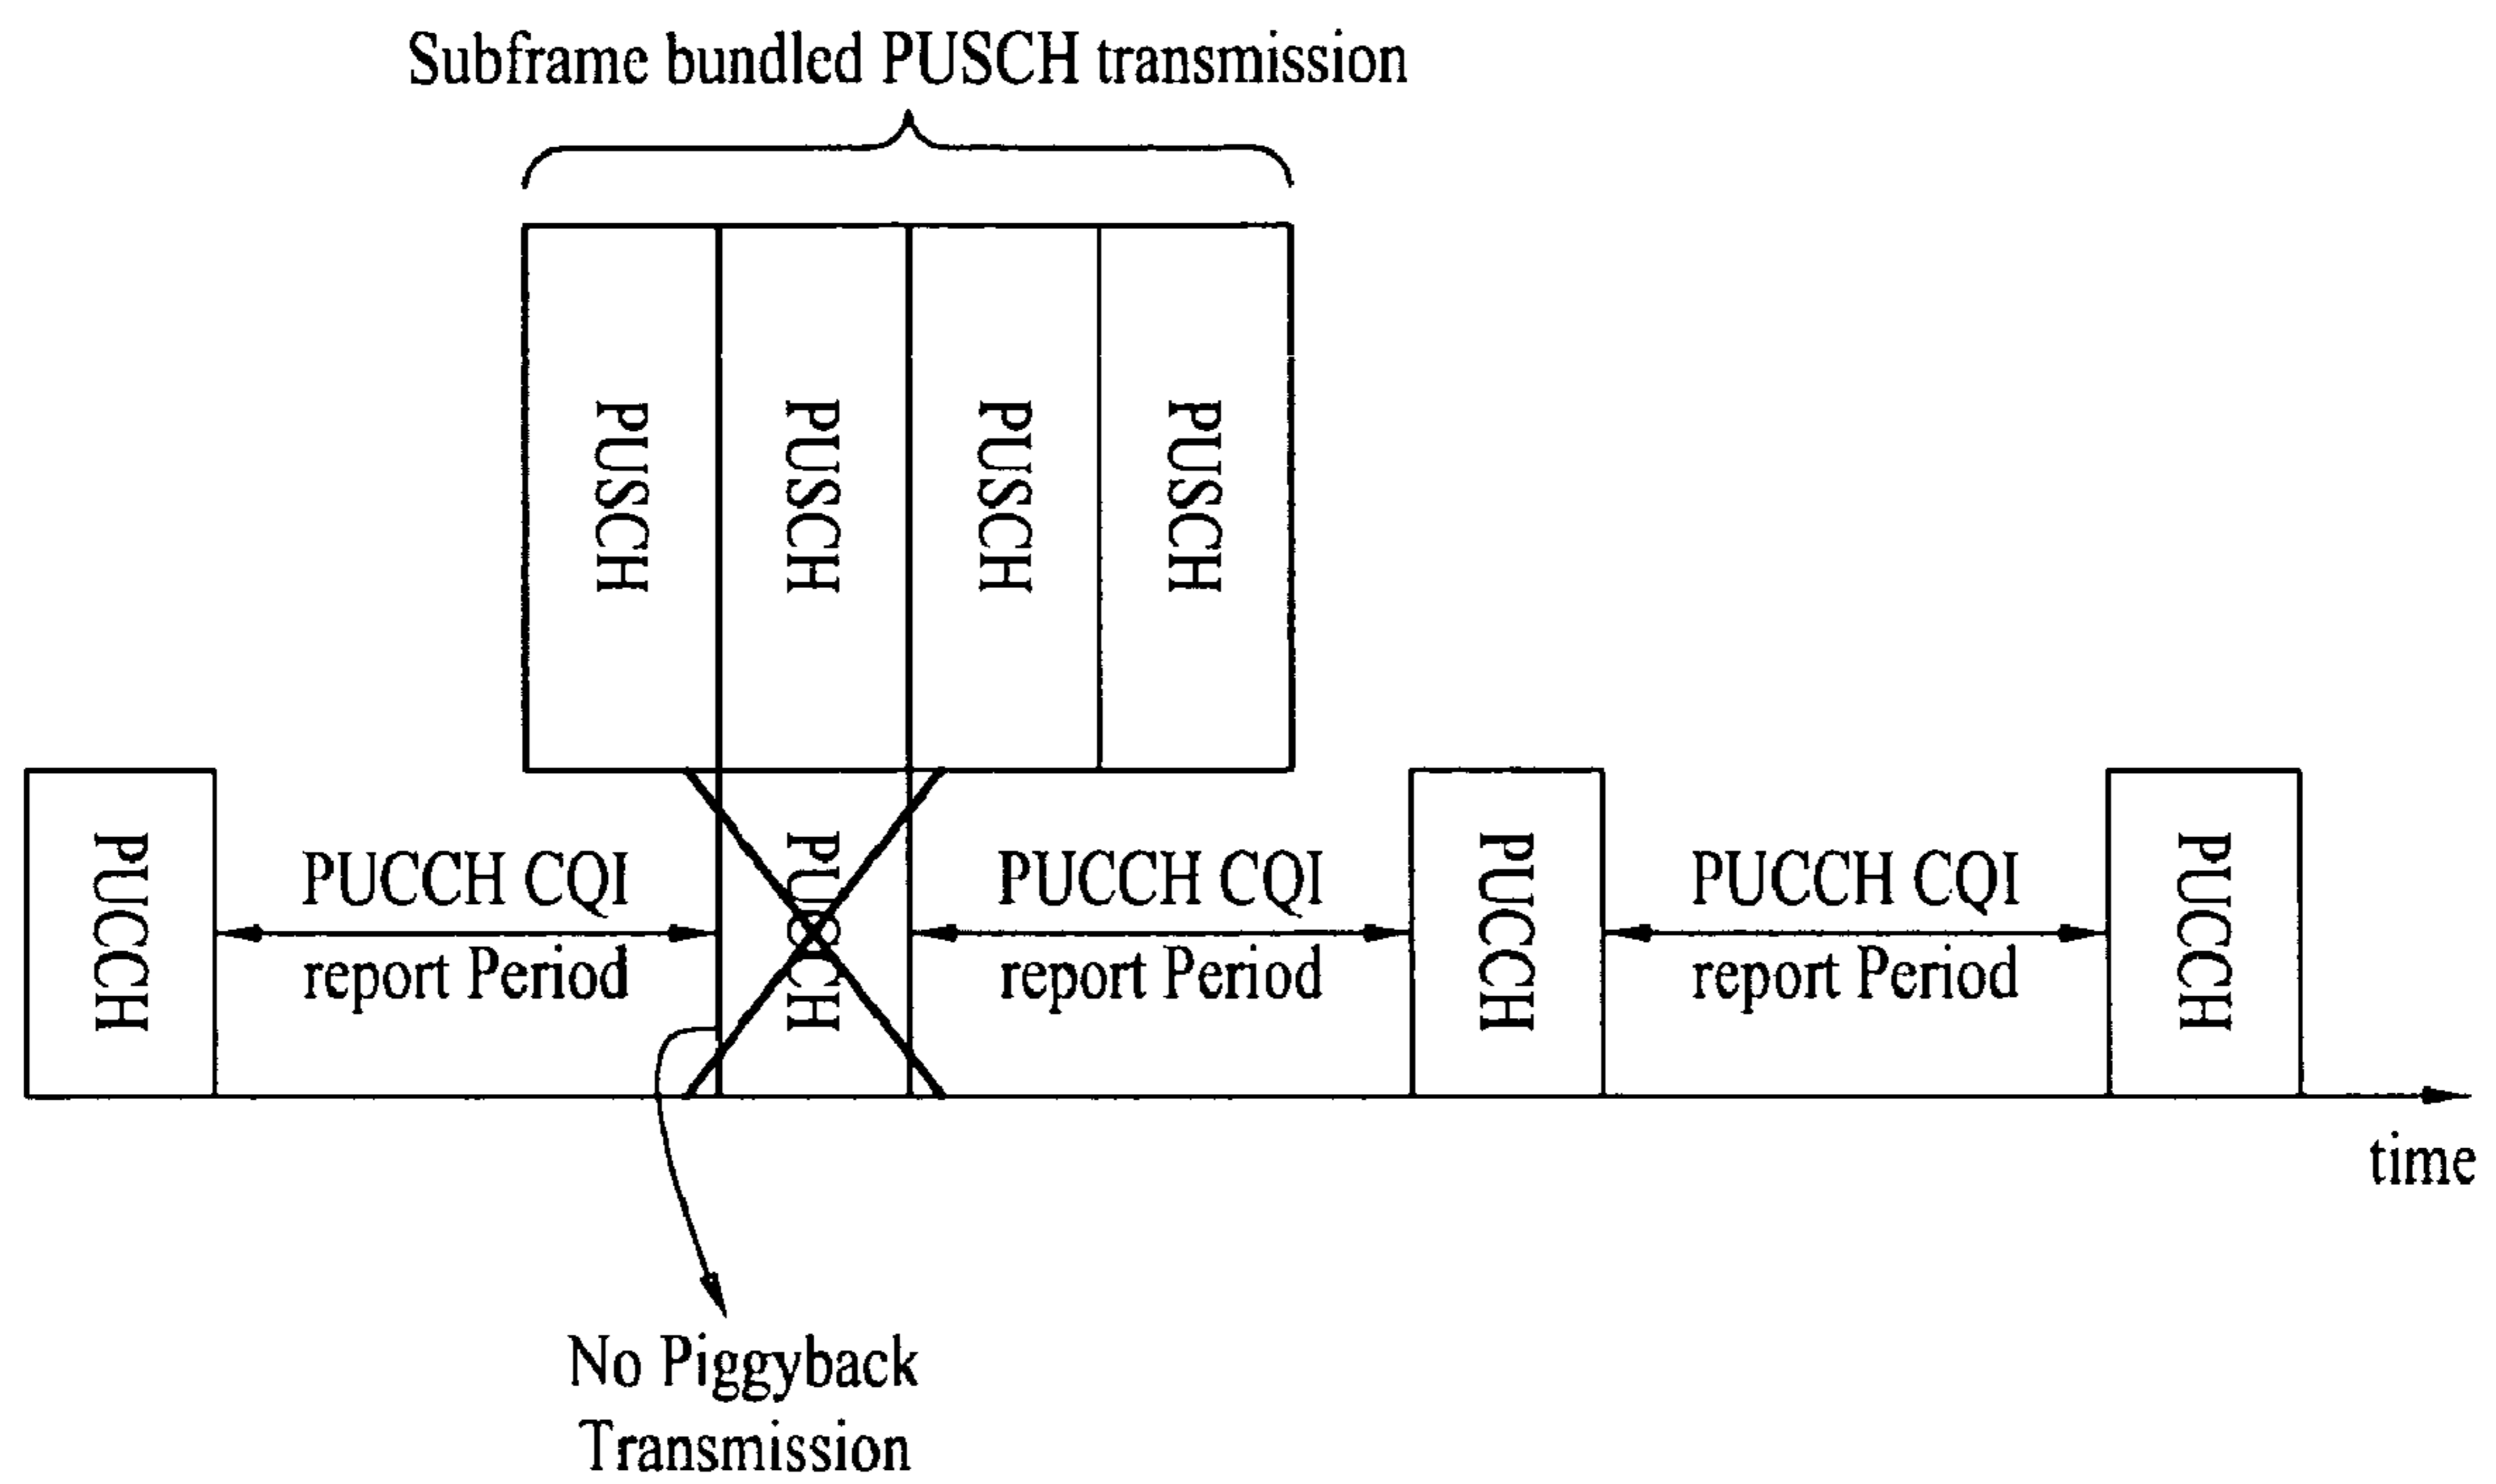 Subframe bundled PUSCH transmission
PUSCH
PUSCH
PUSCH
PUSCH
PUCCH
PUCCH CQI
report Period
PUCCH
PUCCH CQI
report Period
PUCCH
PUCCH CQI
report Period
PUCCH
time
No Piggyback
Transmission